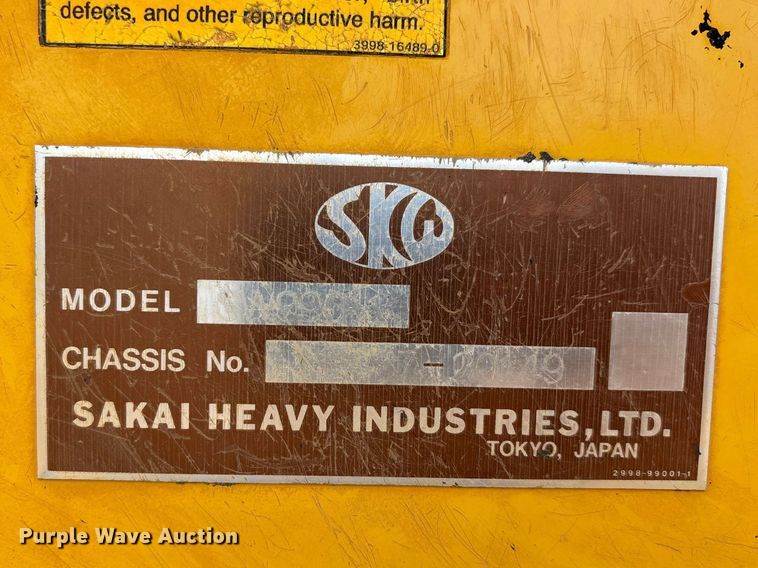 defects, and other reproductive harm.
3998-16489-0
SKW
MODEL
CHASSIS No. -
SAKAI HEAVY INDUSTRIES, LTD.
TOKYO, JAPAN
2998-99001-1
Purple Wave Auction